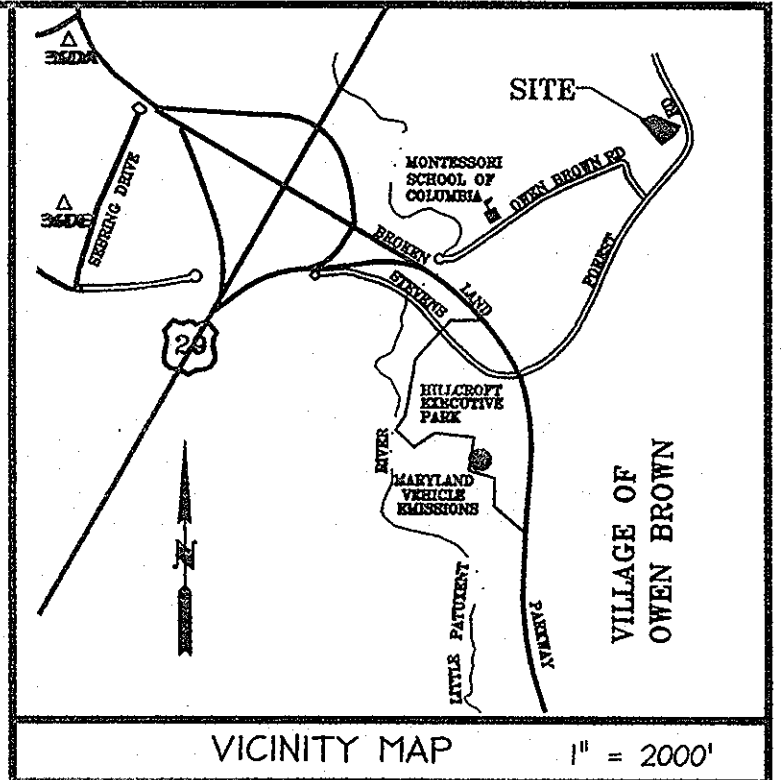 SITE
MONTESSORI
SCHOOL OF
COLUMBIA
OWEN BROWN RD
SEBRING DRIVE
BROKEN
LAND
PARKWAY
STEVENS
FOREST
RD
29
HILLCROFT
EXECUTIVE
PARK
MARYLAND
VEHICLE
EMISSIONS
LITTLE PATUXENT
RIVER
VILLAGE OF
OWEN BROWN
N
VICINITY MAP
1" = 2000'